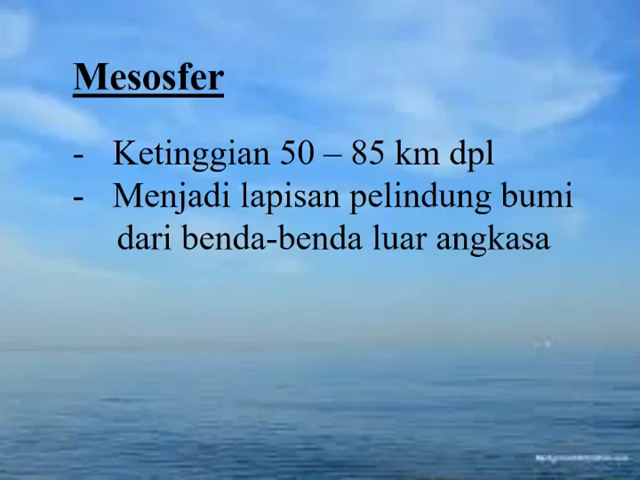 Mesosfer
- Ketinggian 50 – 85 km dpl
- Menjadi lapisan pelindung bumi
dari benda-benda luar angkasa